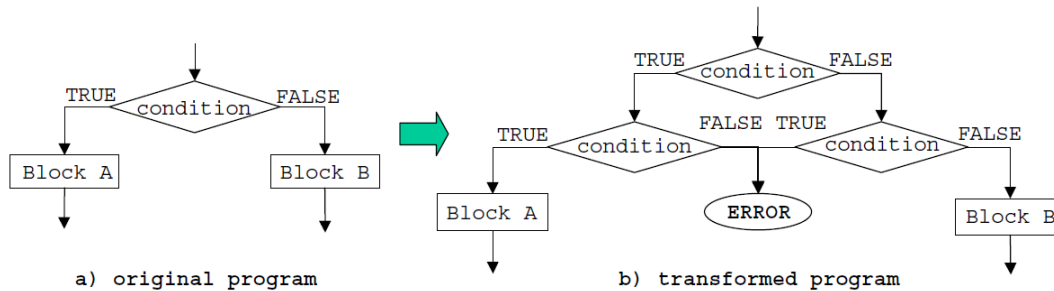 TRUE
condition
FALSE
Block A
Block B
a) original program
TRUE
condition
FALSE
TRUE
condition
FALSE
TRUE
condition
FALSE
Block A
ERROR
Block B
b) transformed program